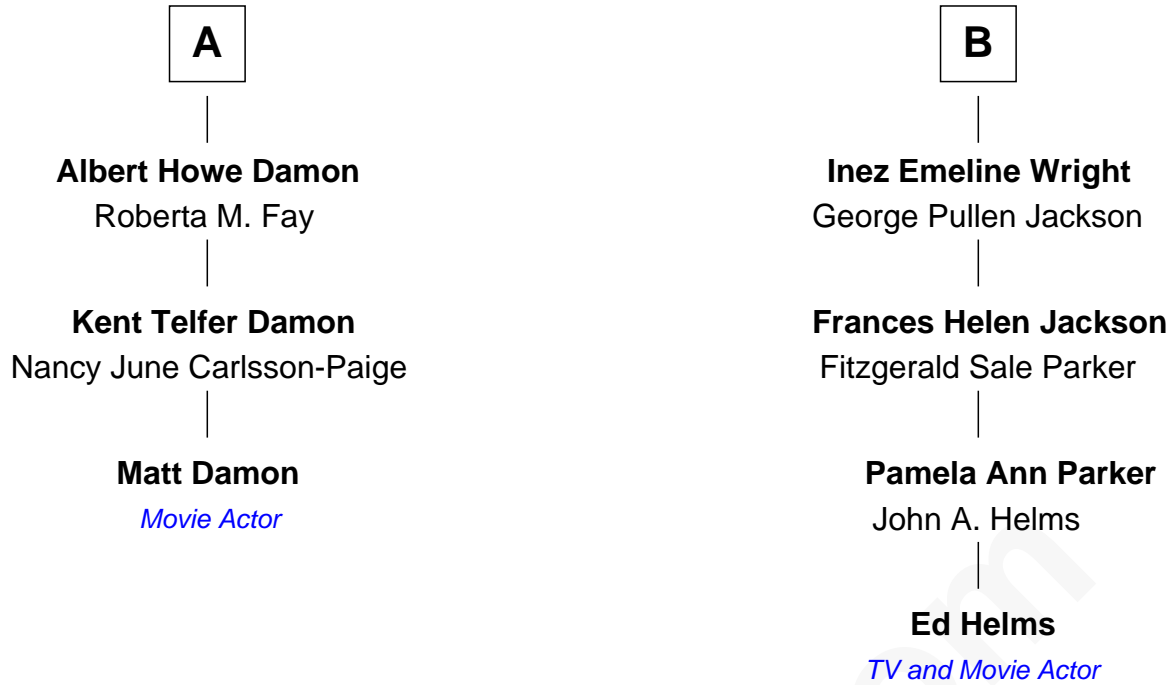 A
Albert Howe Damon
Roberta M. Fay
Kent Telfer Damon
Nancy June Carlsson-Paige
Matt Damon
Movie Actor
B
Inez Emeline Wright
George Pullen Jackson
Frances Helen Jackson
Fitzgerald Sale Parker
Pamela Ann Parker
John A. Helms
Ed Helms
TV and Movie Actor